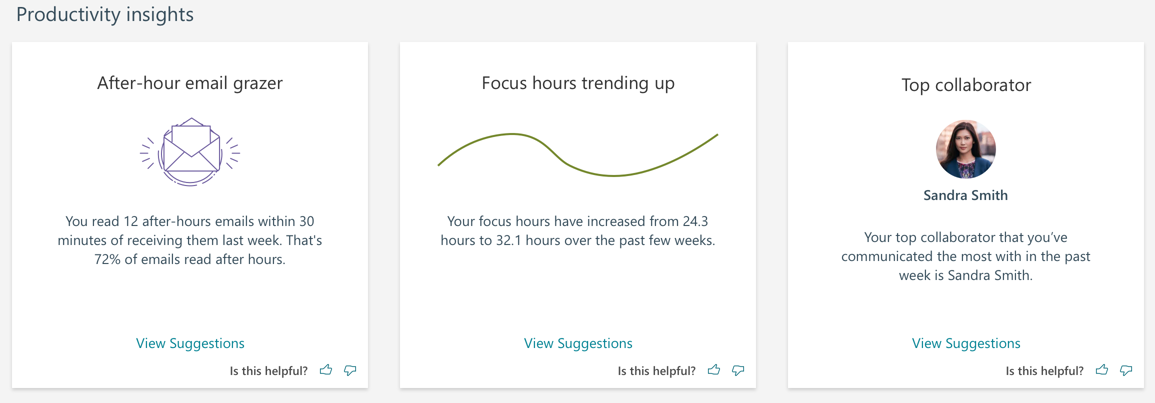 Productivity insights
After-hour email grazer
You read 12 after-hours emails within 30
minutes of receiving them last week. That's
72% of emails read after hours.
View Suggestions
Is this helpful?
Focus hours trending up
Your focus hours have increased from 24.3
hours to 32.1 hours over the past few weeks.
View Suggestions
Is this helpful?
Top collaborator
Sandra Smith
Your top collaborator that you’ve
communicated the most with in the past
week is Sandra Smith.
View Suggestions
Is this helpful?